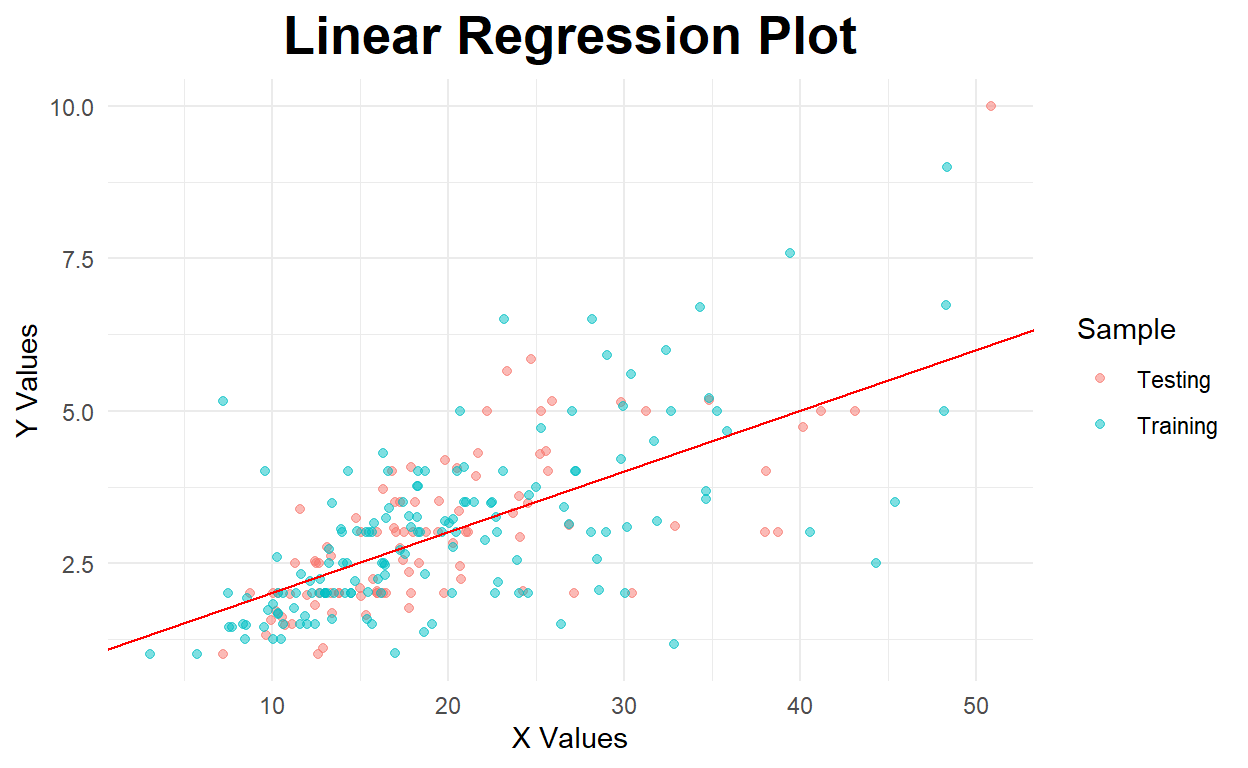 Linear Regression Plot
10.0
7.5
5.0
2.5
Y Values
10 20 30 40 50
X Values
Sample
Testing
Training